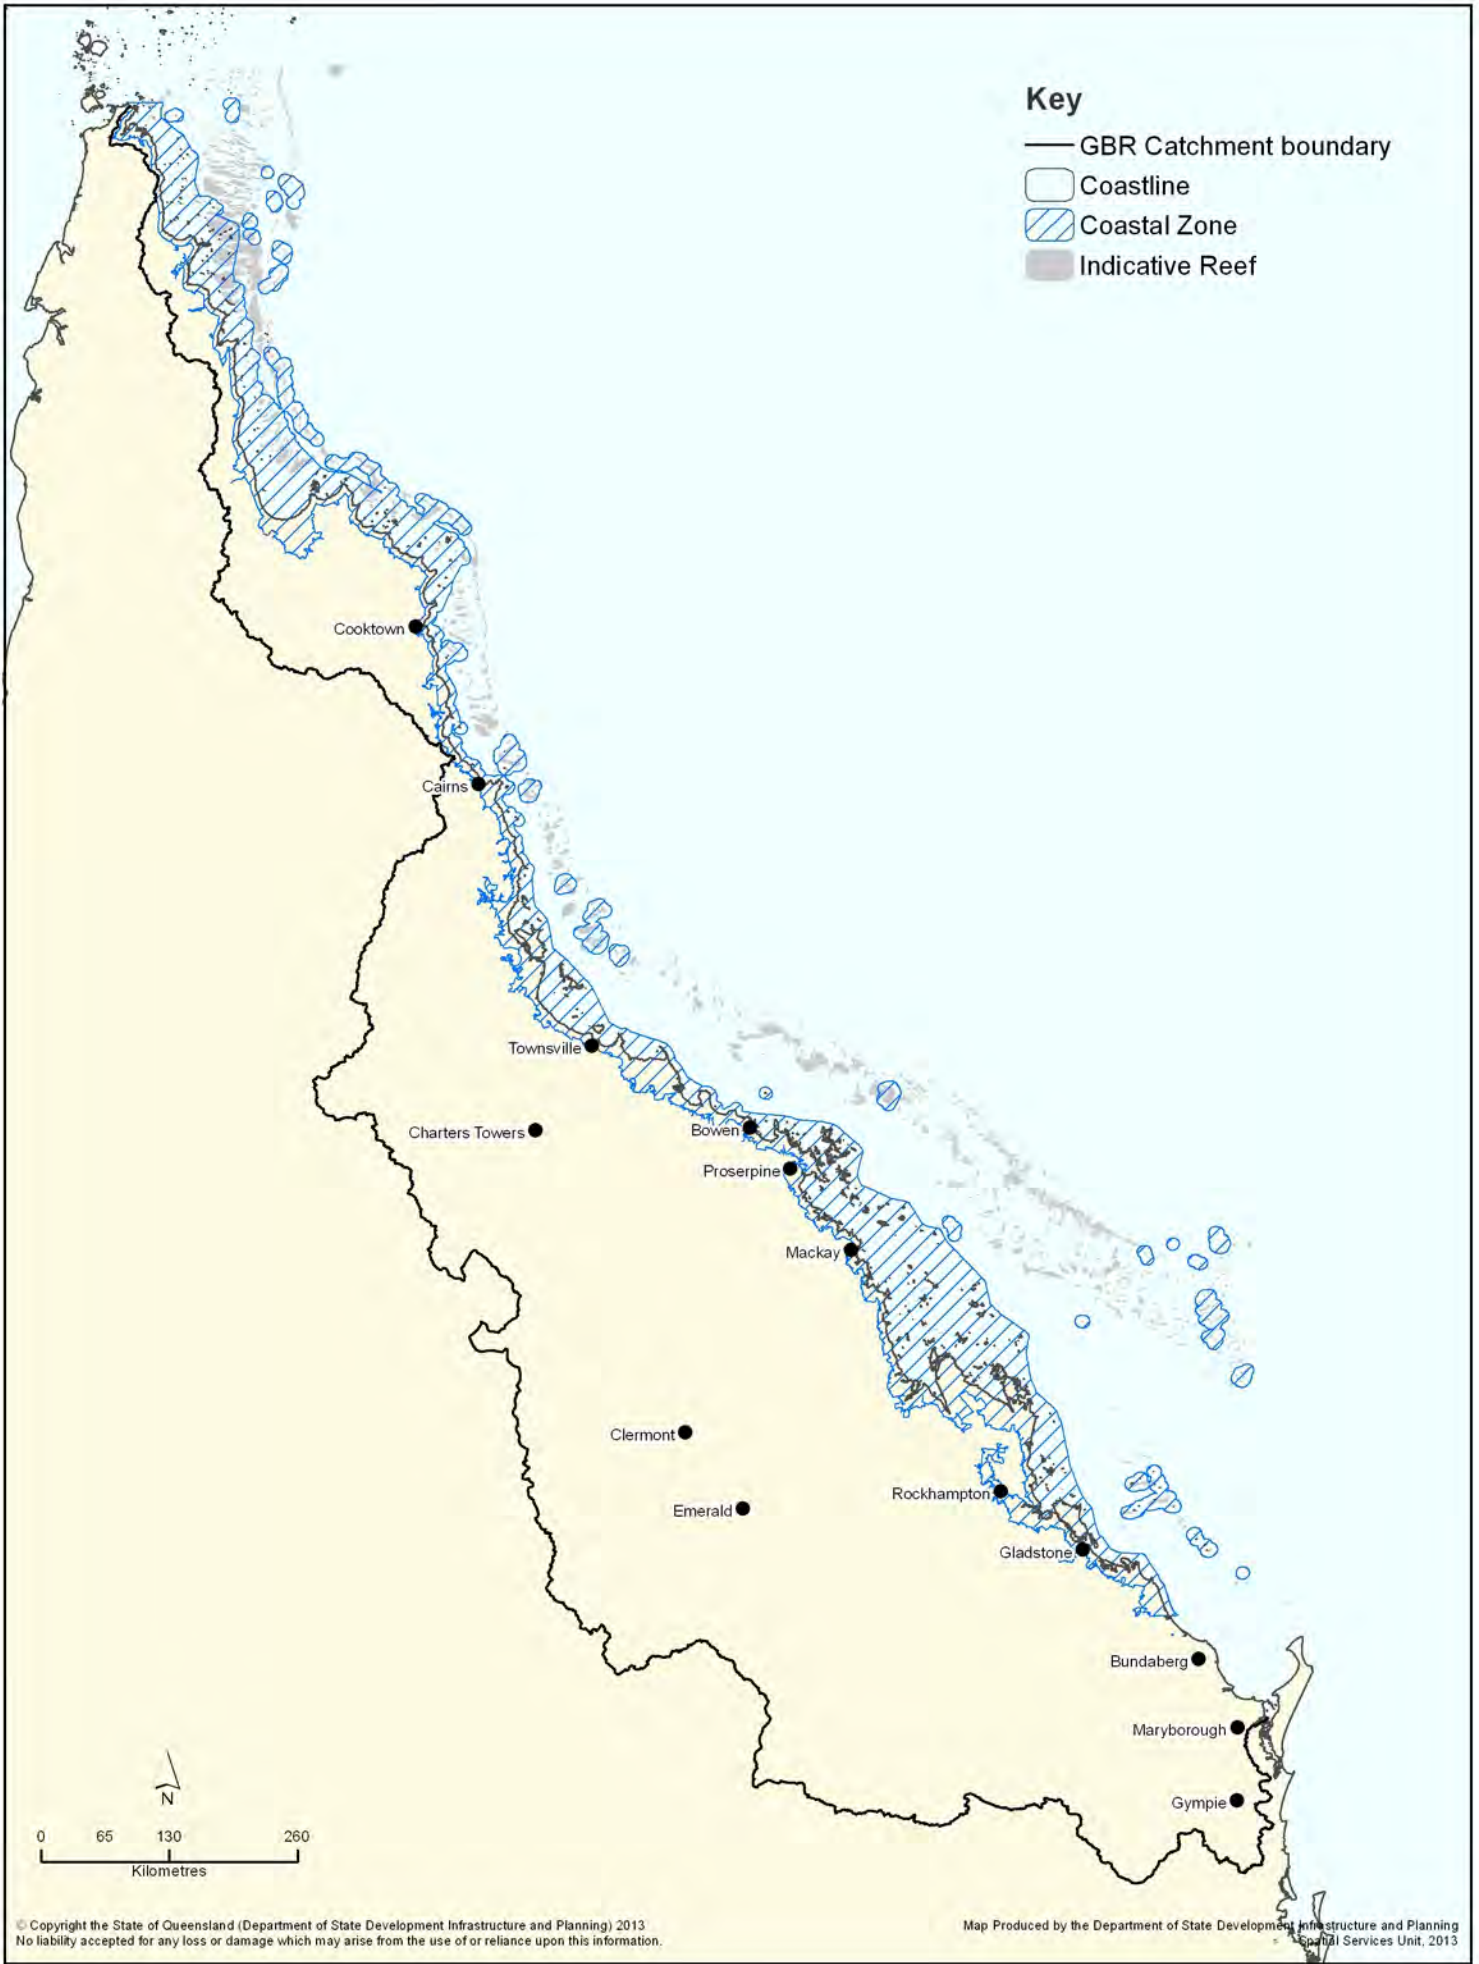 Key
GBR Catchment boundary
Coastline
Coastal Zone
Indicative Reef
Cooktown
Cairns
Townsville
Charters Towers
Bowen
Proserpine
Mackay
Clermont
Emerald
Rockhampton
Gladstone
Bundaberg
Maryborough
Gympie
N
0 65 130 260
Kilometres
© Copyright the State of Queensland (Department of State Development Infrastructure and Planning) 2013
No liability accepted for any loss or damage which may arise from the use of or reliance upon this information.
Map Produced by the Department of State Development Infrastructure and Planning
Spatial Services Unit, 2013